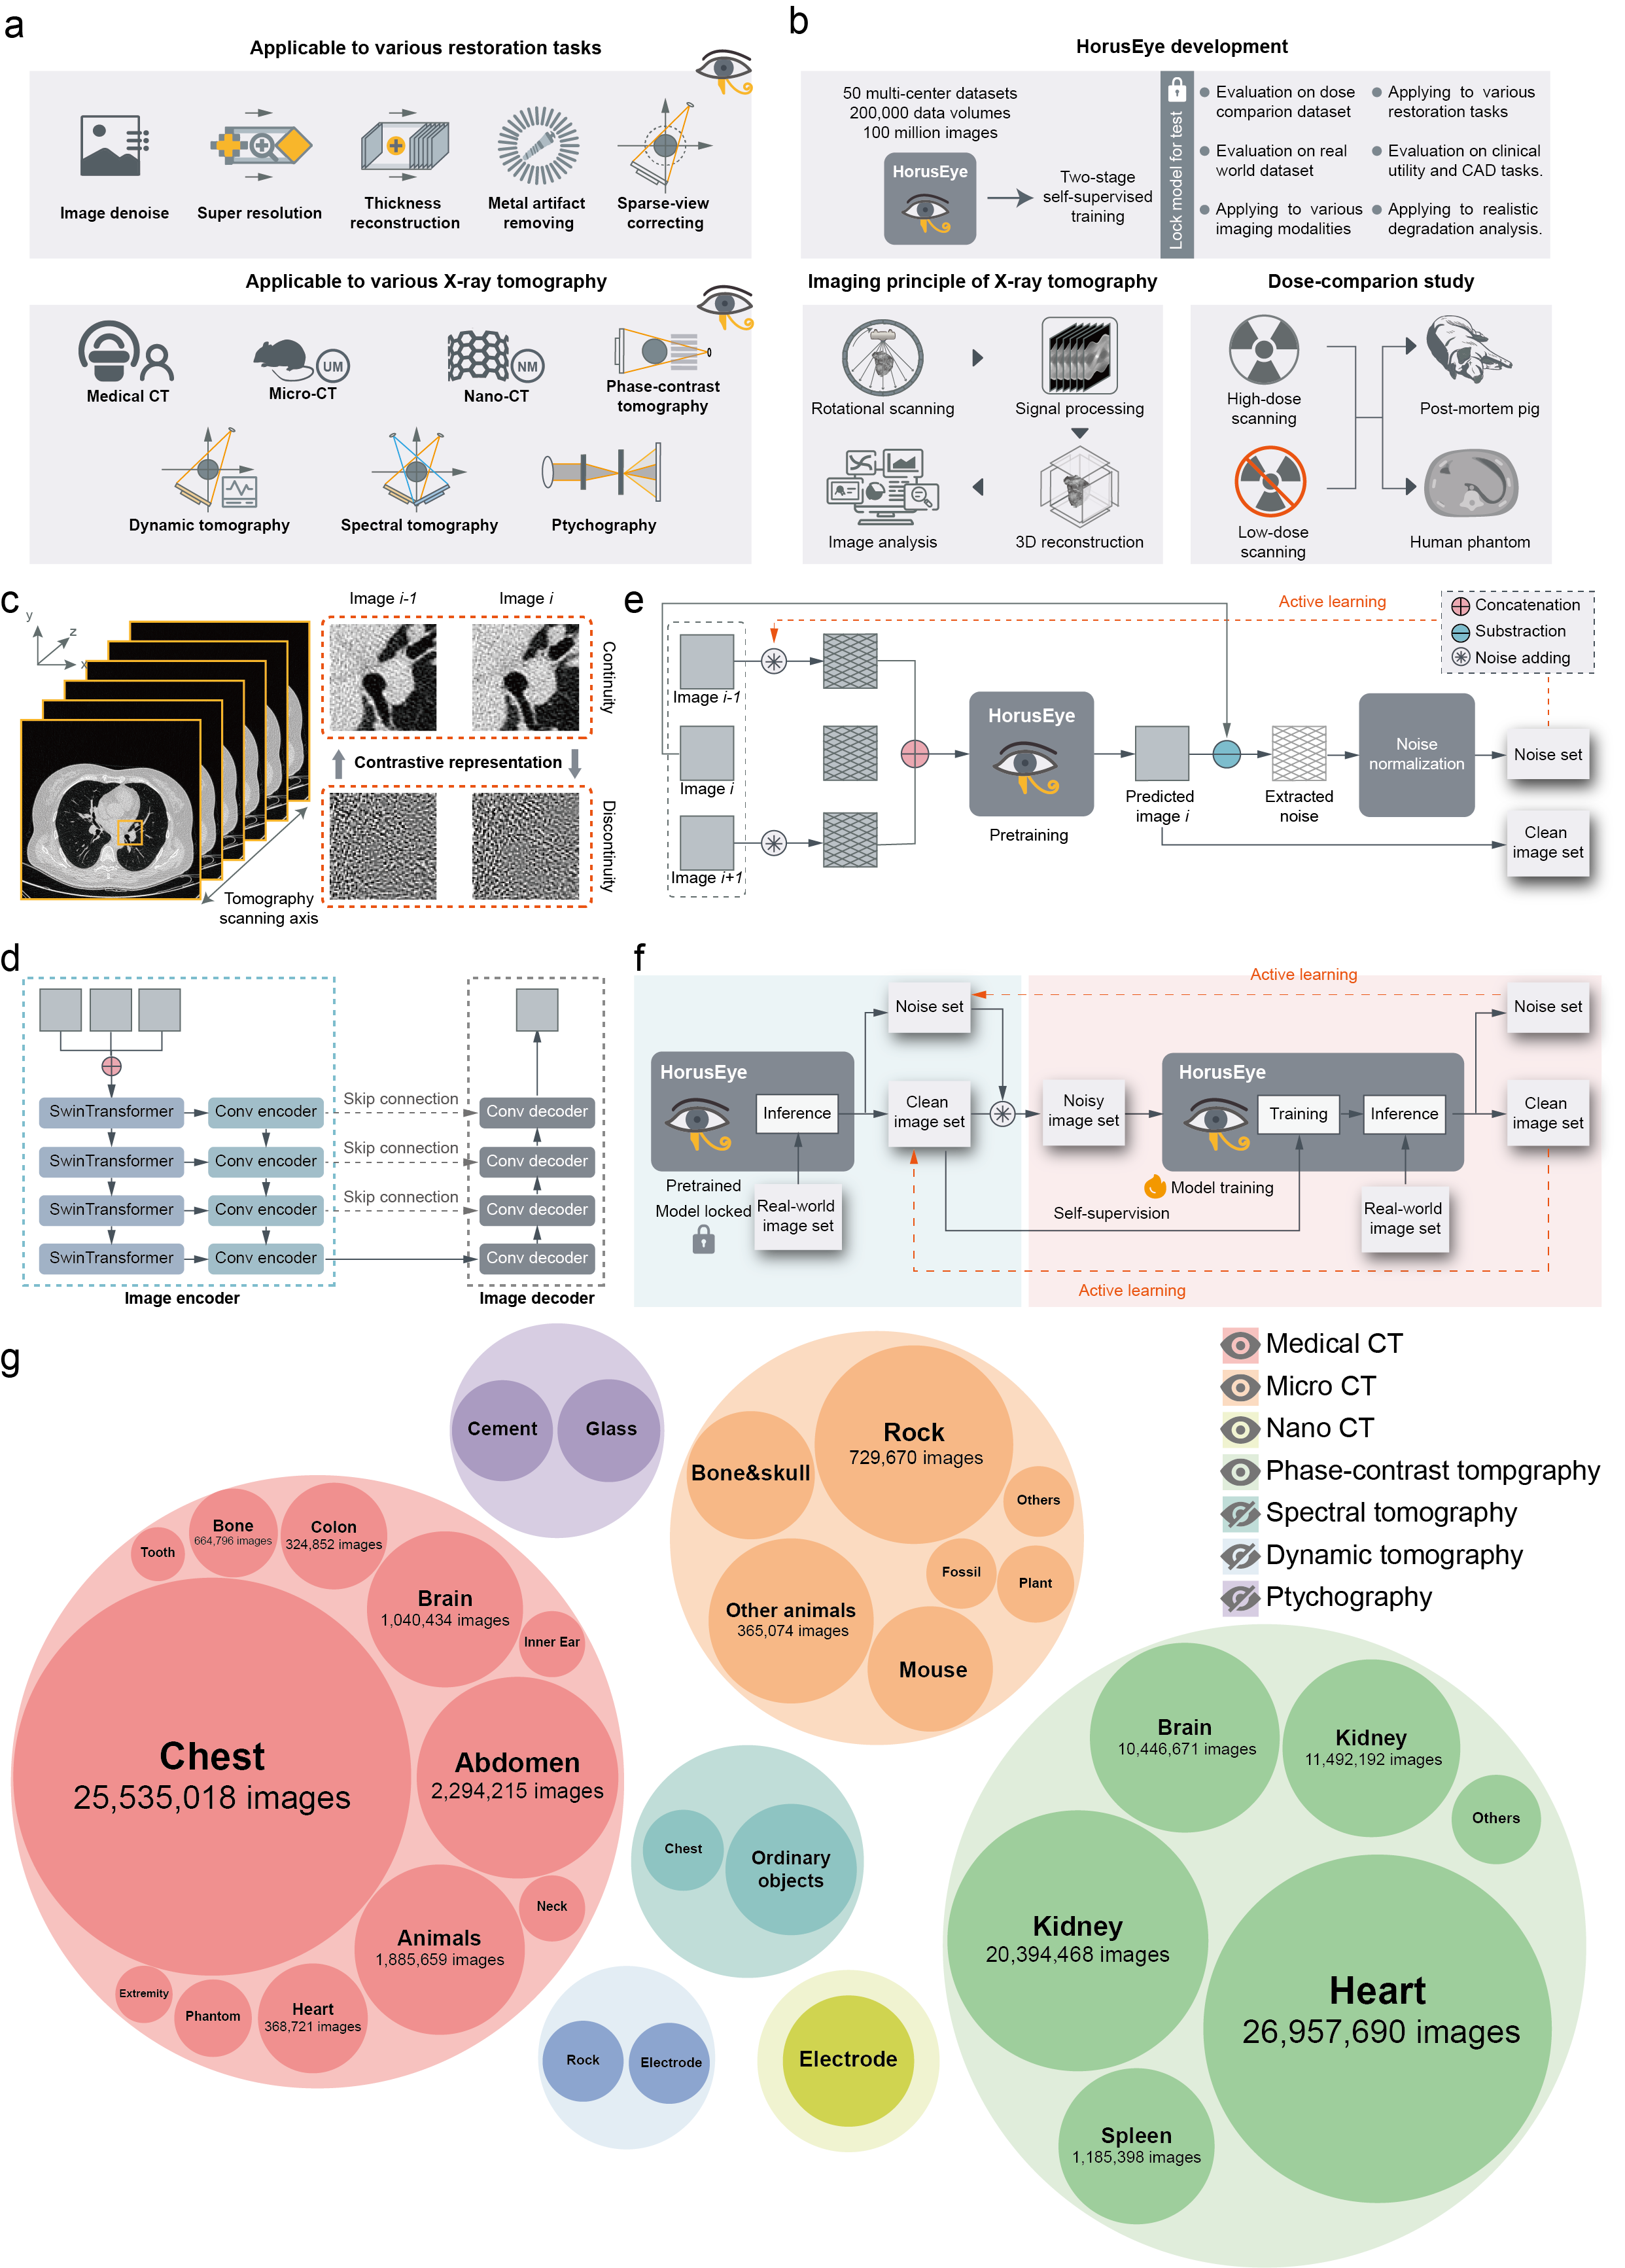 a
Applicable to various restoration tasks
Image denoise
Super resolution
Thickness
reconstruction
Metal artifact
removing
Sparse-view
correcting
Applicable to various X-ray tomography
Medical CT
UM
Micro-CT
NM
Nano-CT
Phase-contrast
tomography
Dynamic tomography
Spectral tomography
Ptychography
b
HorusEye development
50 multi-center datasets
200,000 data volumes
100 million images
HorusEye
Two-stage
self-supervised
training
Lock model for test
Evaluation on dose
comparion dataset
Evaluation on real
world dataset
Applying to various
imaging modalities
Applying to various
restoration tasks
Evaluation on clinical
utility and CAD tasks.
Applying to realistic
degradation analysis.
Imaging principle of X-ray tomography
Rotational scanning
Signal processing
Image analysis
3D reconstruction
Dose-comparion study
High-dose
scanning
Low-dose
scanning
Post-mortem pig
Human phantom
c
y
z
x
Tomography
scanning axis
Image i-1
Image i
Continuity
Contrastive representation
Discontinuity
e
Active learning
Concatenation
Substraction
Noise adding
Image i-1
Image i
Image i+1
HorusEye
Pretraining
Predicted
image i
Extracted
noise
Noise
normalization
Noise set
Clean
image set
d
SwinTransformer
Conv encoder
Skip connection
Conv decoder
SwinTransformer
Conv encoder
Skip connection
Conv decoder
SwinTransformer
Conv encoder
Skip connection
Conv decoder
SwinTransformer
Conv encoder
Conv decoder
Image encoder
Image decoder
f
HorusEye
Inference
Pretrained
Model locked
Real-world
image set
Noise set
Clean
image set
Noisy
image set
Active learning
HorusEye
Training
Inference
Model training
Self-supervision
Real-world
image set
Noise set
Clean
image set
Active learning
g
Medical CT
Micro CT
Nano CT
Phase-contrast tompgraphy
Spectral tomography
Dynamic tomography
Ptychography
Cement
Glass
Rock
729,670 images
Bone&skull
Others
Fossil
Plant
Other animals
365,074 images
Mouse
Tooth
Bone
664,796 images
Colon
324,852 images
Brain
1,040,434 images
Inner Ear
Chest
25,535,018 images
Abdomen
2,294,215 images
Neck
Animals
1,885,659 images
Extremity
Phantom
Heart
368,721 images
Chest
Ordinary
objects
Rock
Electrode
Electrode
Brain
10,446,671 images
Kidney
11,492,192 images
Others
Kidney
20,394,468 images
Heart
26,957,690 images
Spleen
1,185,398 images